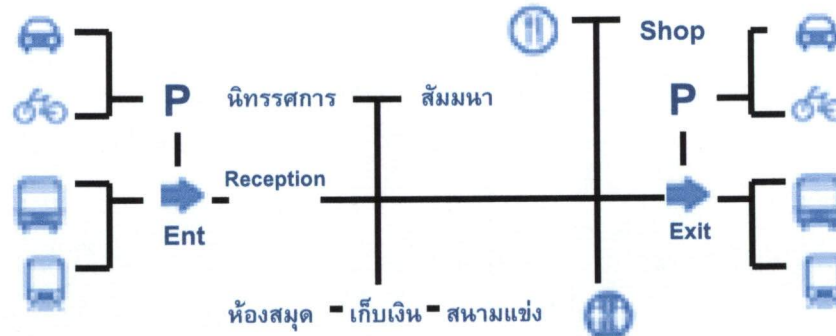 Shop
P นิทรรศการ สัมมนา P
Reception
Ent Exit
ห้องสมุด - เก็บเงิน - สนามแข่ง